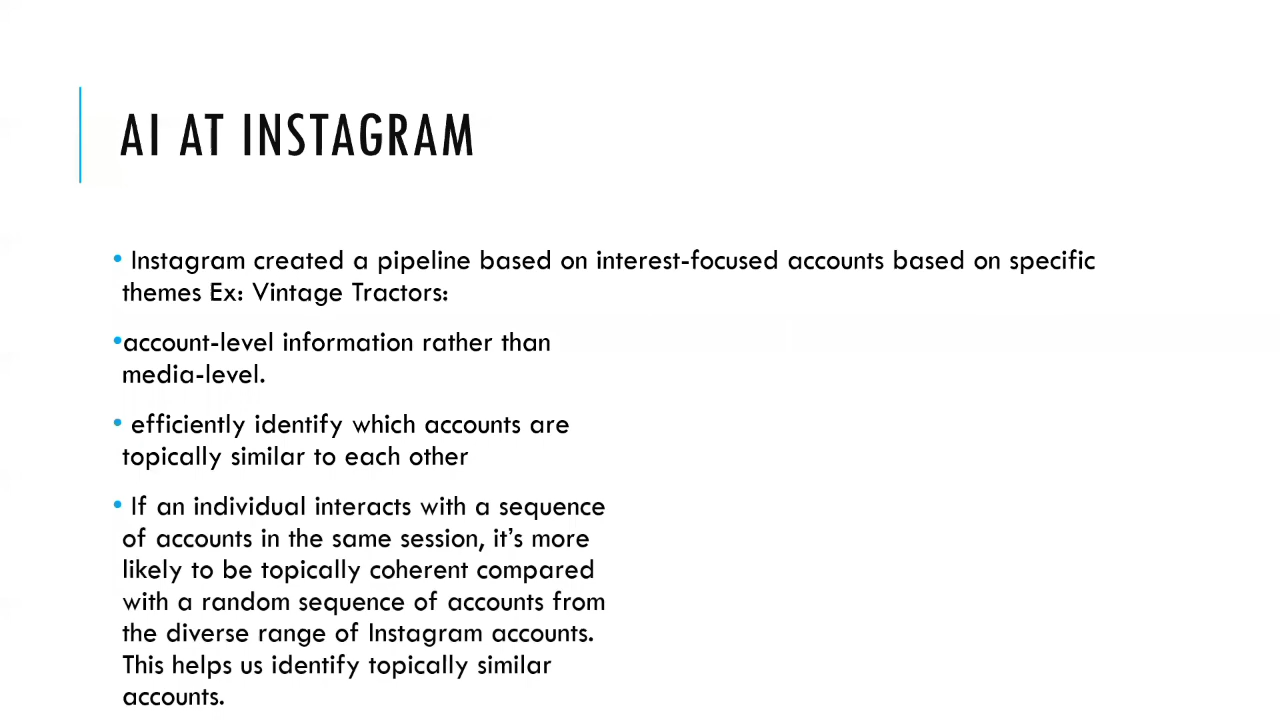 AI AT INSTAGRAM
• Instagram created a pipeline based on interest-focused accounts based on specific
themes Ex: Vintage Tractors:
•account-level information rather than
media-level.
• efficiently identify which accounts are
topically similar to each other
• If an individual interacts with a sequence
of accounts in the same session, it’s more
likely to be topically coherent compared
with a random sequence of accounts from
the diverse range of Instagram accounts.
This helps us identify topically similar
accounts.